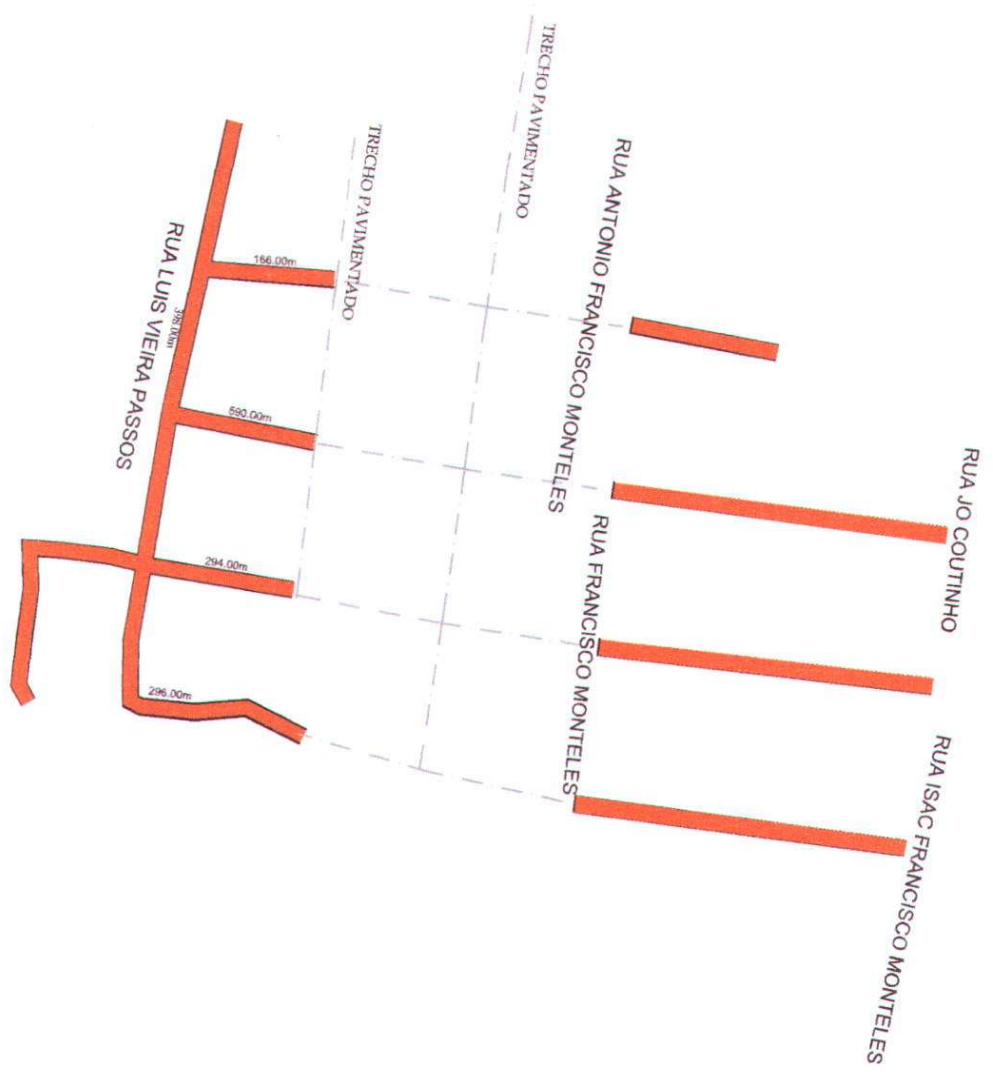 TRECHO PAVIMENTADO
TRECHO PAVIMENTADO
RUA ANTONIO FRANCISCO MONTELES
RUA LUIS VIEIRA PASSOS
166.00m
398.00m
590.00m
294.00m
296.00m
RUA JO COUTINHO
RUA FRANCISCO MONTELES
RUA ISAC FRANCISCO MONTELES